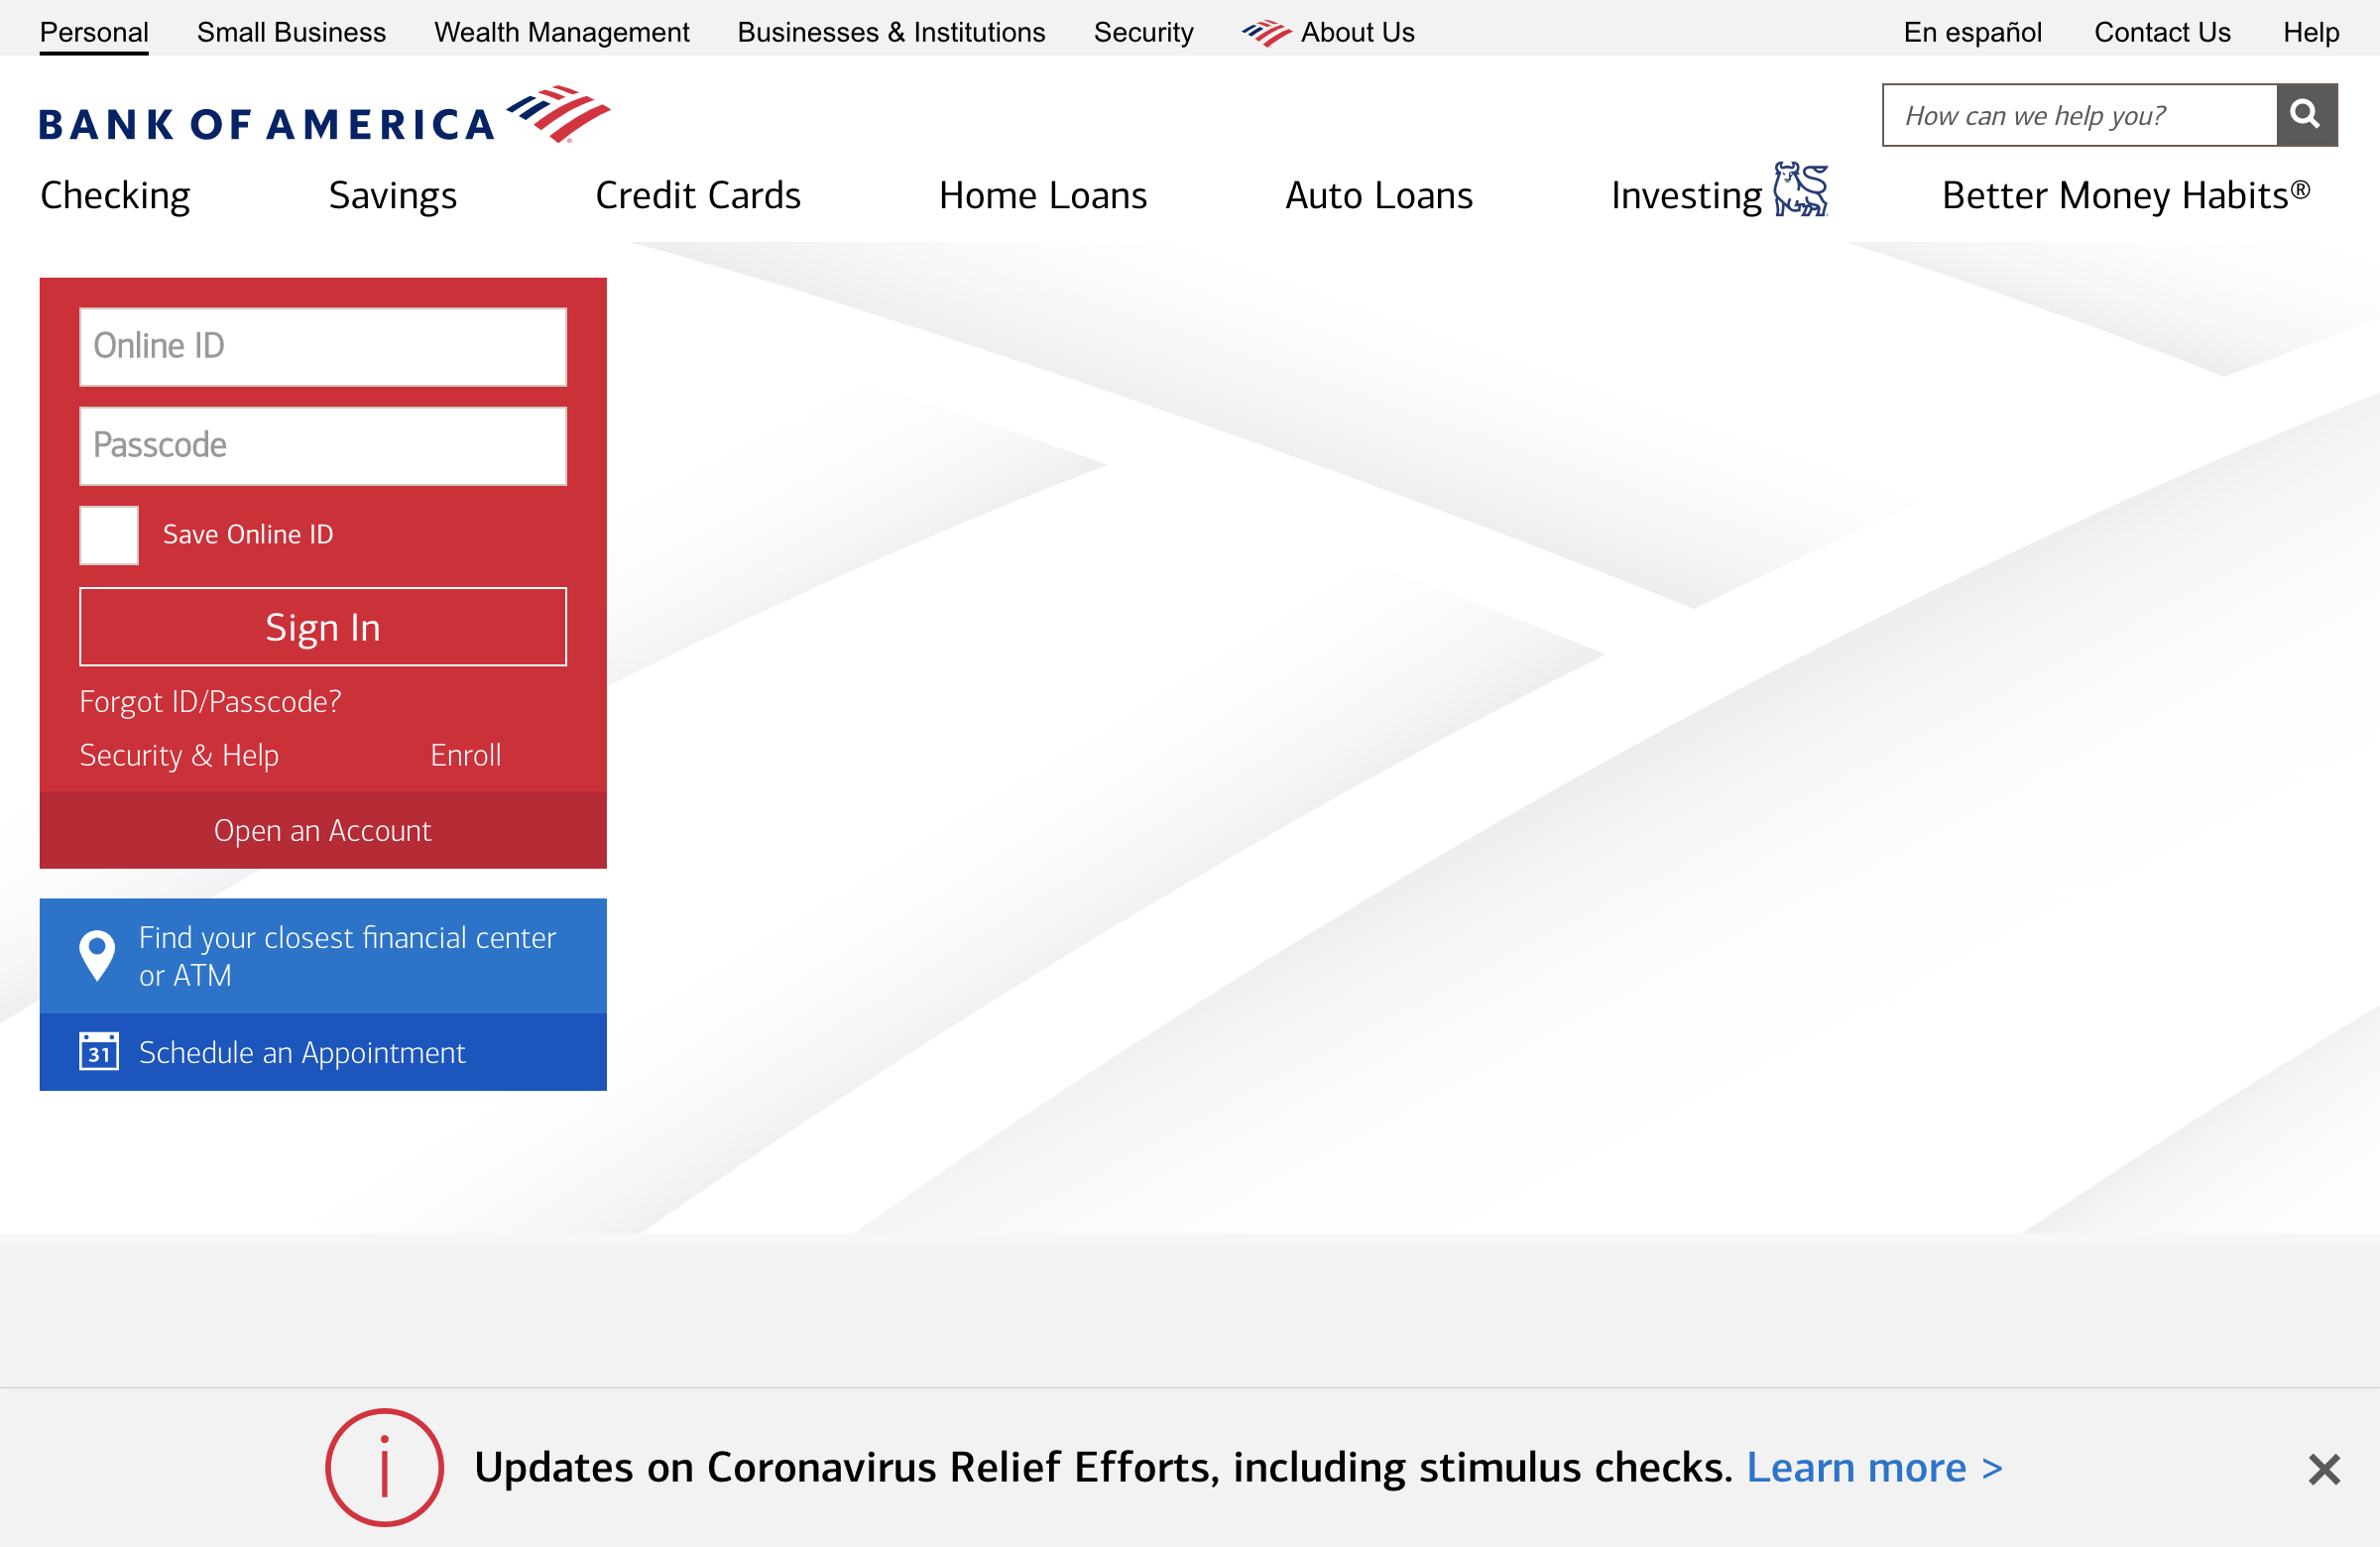 Personal Small Business Wealth Management Businesses & Institutions Security About Us En español Contact Us Help
BANK OF AMERICA
How can we help you?
Checking Savings Credit Cards Home Loans Auto Loans Investing Better Money Habits®
Online ID
Passcode
Save Online ID
Sign In
Forgot ID/Passcode?
Security & Help Enroll
Open an Account
Find your closest financial center
or ATM
31 Schedule an Appointment
i Updates on Coronavirus Relief Efforts, including stimulus checks. Learn more >